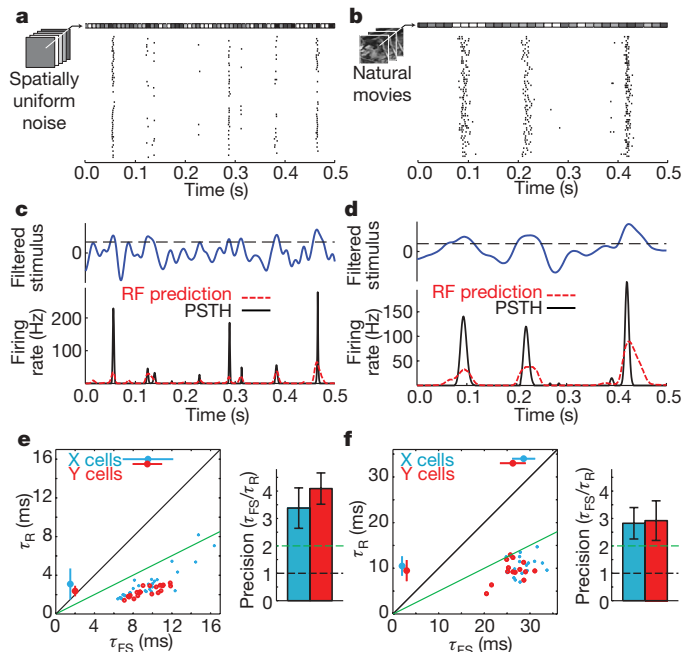 a
b
Spatially
uniform
noise
Natural
movies
0.0 0.1 0.2 0.3 0.4 0.5
Time (s)
0.0 0.1 0.2 0.3 0.4 0.5
Time (s)
c
d
Filtered
stimulus
0
Filtered
stimulus
0
RF prediction
PSTH
Firing
rate (Hz)
200
100
0.0 0.1 0.2 0.3 0.4 0.5
Time (s)
RF prediction
PSTH
Firing
rate (Hz)
150
100
50
0.0 0.1 0.2 0.3 0.4 0.5
Time (s)
e
f
X cells
Y cells
τR (ms)
16
12
8
4
0
0 4 8 12 16
τFS (ms)
Precision (τFS/τR)
4
3
2
1
0
X cells
Y cells
τR (ms)
30
20
10
0
0 10 20 30
τFS (ms)
Precision (τFS/τR)
4
3
2
1
0